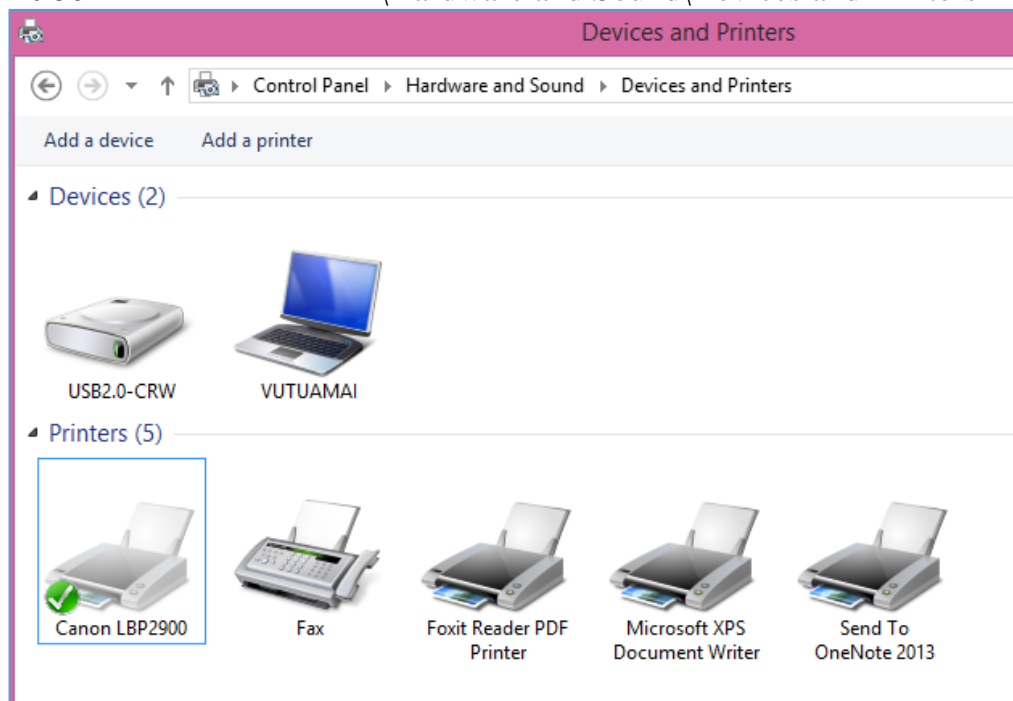 Devices and Printers
Control Panel Hardware and Sound Devices and Printers
Add a device Add a printer
Devices (2)
USB2.0-CRW VUTUAMAI
Printers (5)
Canon LBP2900 Fax Foxit Reader PDF Printer Microsoft XPS Document Writer Send To OneNote 2013